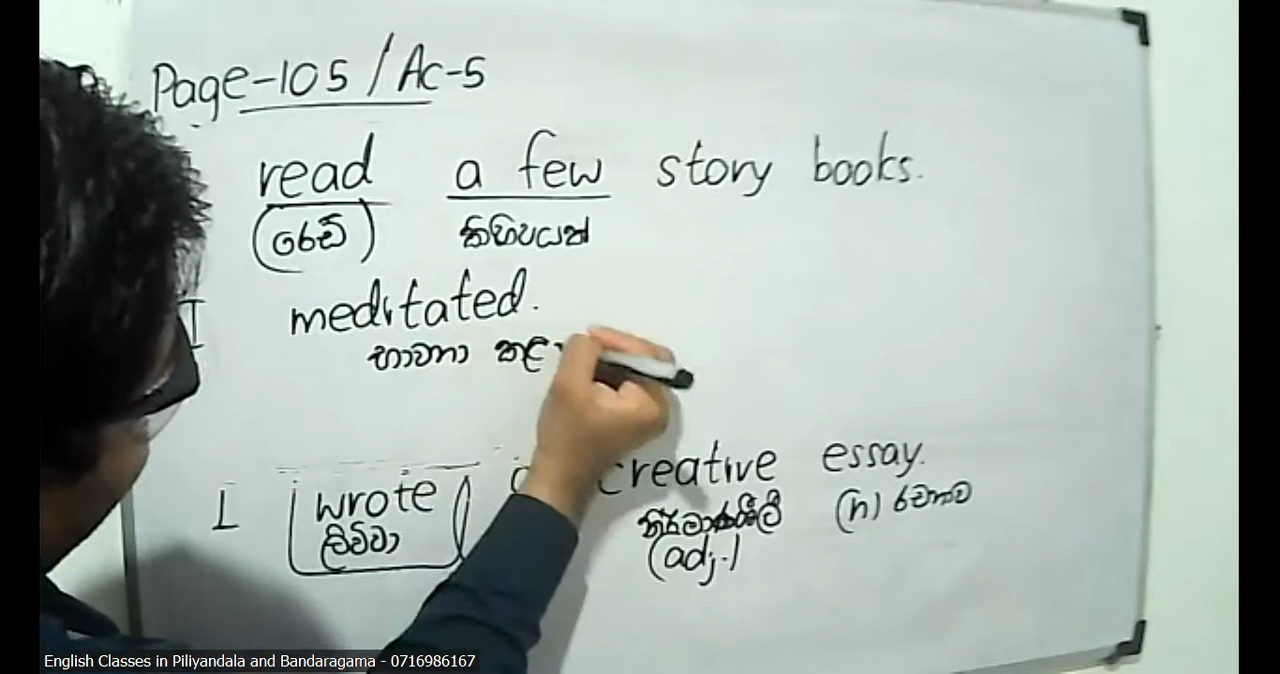 Page-105 / Ac-5
read a few story books.
(රෙඩ්) කිහිපයක්
I meditated.
භාවනා කළ
I wrote creative essay.
ලිව්වා නිර්මාණශීලී (n) රචනාව
(adj.)
English Classes in Piliyandala and Bandaragama - 0716986167